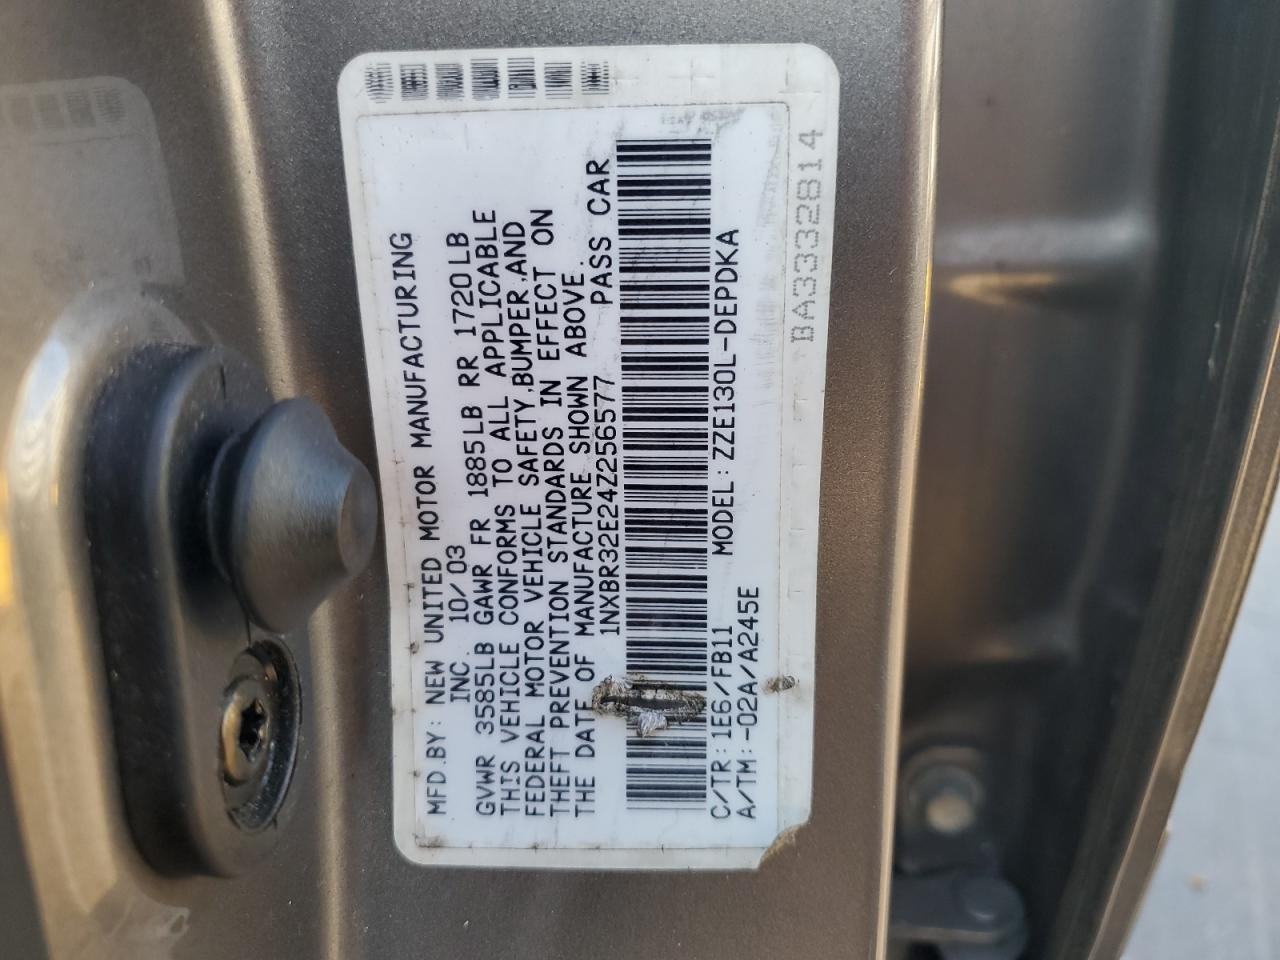 MFD.BY: NEW UNITED MOTOR MANUFACTURING
INC. 10/03
GVWR 3585LB GAWR FR 1885LB RR 1720LB
THIS VEHICLE CONFORMS TO ALL APPLICABLE
FEDERAL MOTOR VEHICLE SAFETY,BUMPER,AND
THEFT PREVENTION STANDARDS IN EFFECT ON
THE DATE OF MANUFACTURE SHOWN ABOVE.
1NXBR32E24Z256577 PASS CAR
C/TR:1E6/FB11 MODEL:ZZE130L-DEPDKA
A/TM:-02A/A245E
BA3332814